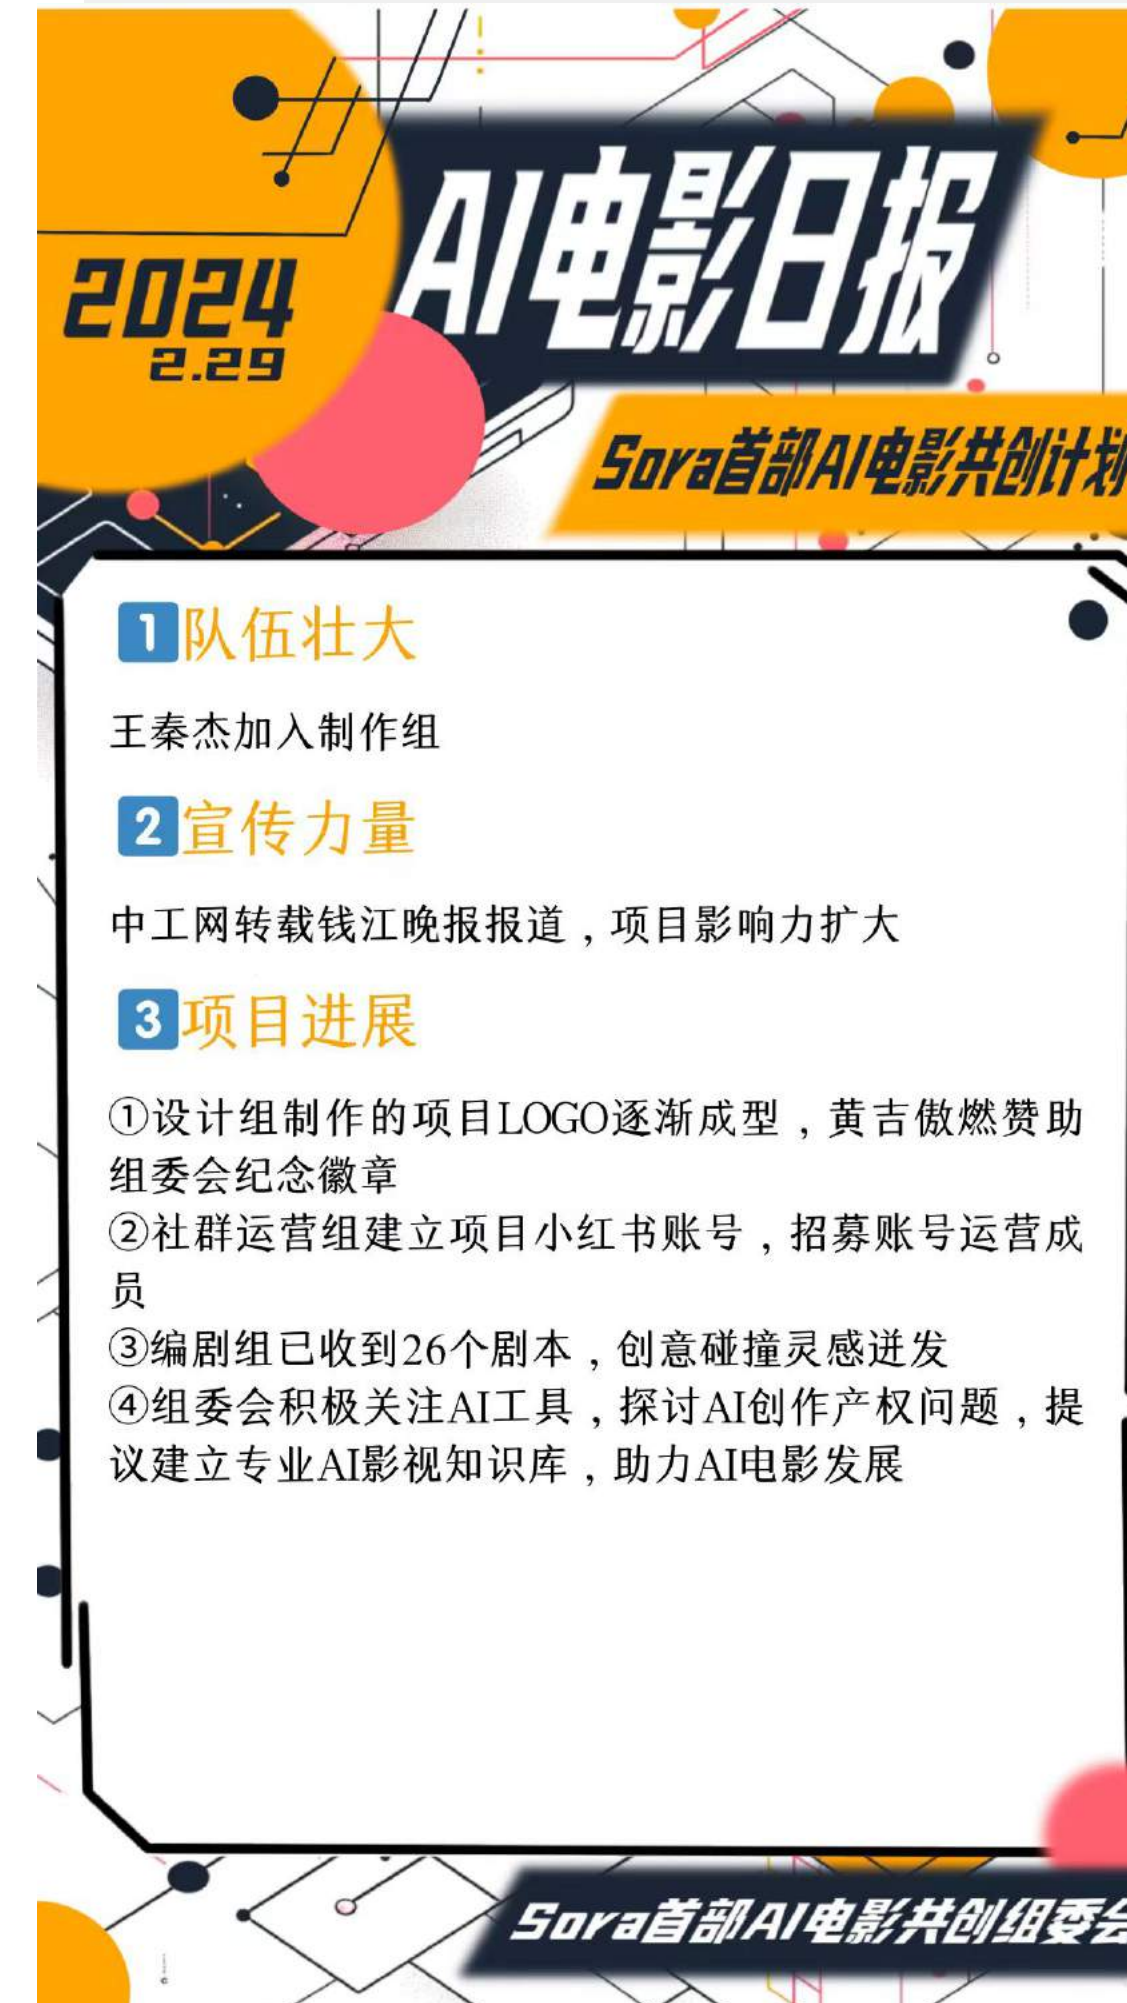 AI电影日报
2024
2.29
Sora首部AI电影共创计划
1队伍壮大
王秦杰加入制作组
2宣传力量
中工网转载钱江晚报报道，项目影响力扩大
3项目进展
①设计组制作的项目LOGO逐渐成型，黄吉傲燃赞助
组委会纪念徽章
②社群运营组建立项目小红书账号，招募账号运营成
员
③编剧组已收到26个剧本，创意碰撞灵感迸发
④组委会积极关注AI工具，探讨AI创作产权问题，提
议建立专业AI影视知识库，助力AI电影发展
Sora首部AI电影共创组委会